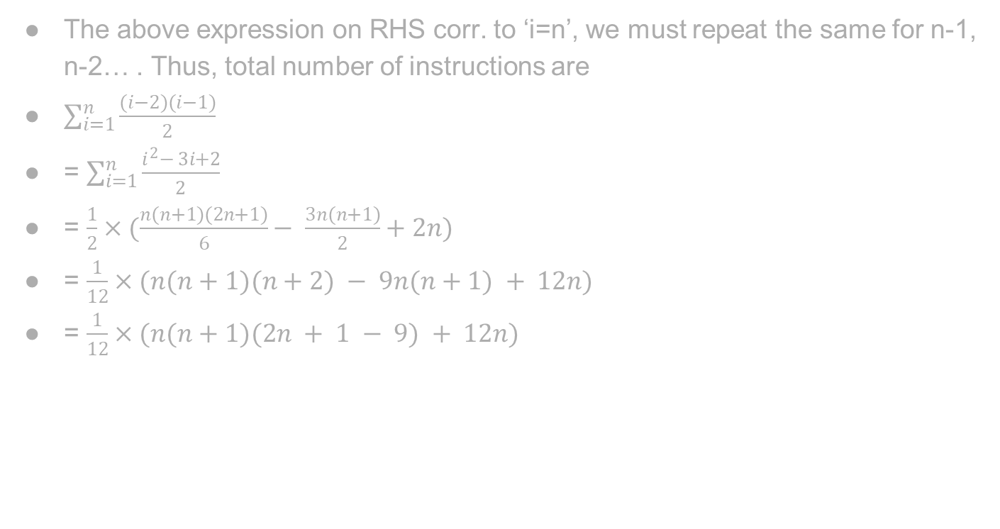 ● The above expression on RHS corr. to ‘i=n’, we must repeat the same for n-1,
n-2… . Thus, total number of instructions are
● $\sum_{i=1}^{n} \frac{(i-2)(i-1)}{2}$
● $= \sum_{i=1}^{n} \frac{i^2 - 3i+2}{2}$
● $= \frac{1}{2} \times (\frac{n(n+1)(2n+1)}{6} - \frac{3n(n+1)}{2} + 2n)$
● $= \frac{1}{12} \times (n(n+1)(n+2) - 9n(n+1) + 12n)$
● $= \frac{1}{12} \times (n(n+1)(2n + 1 - 9) + 12n)$